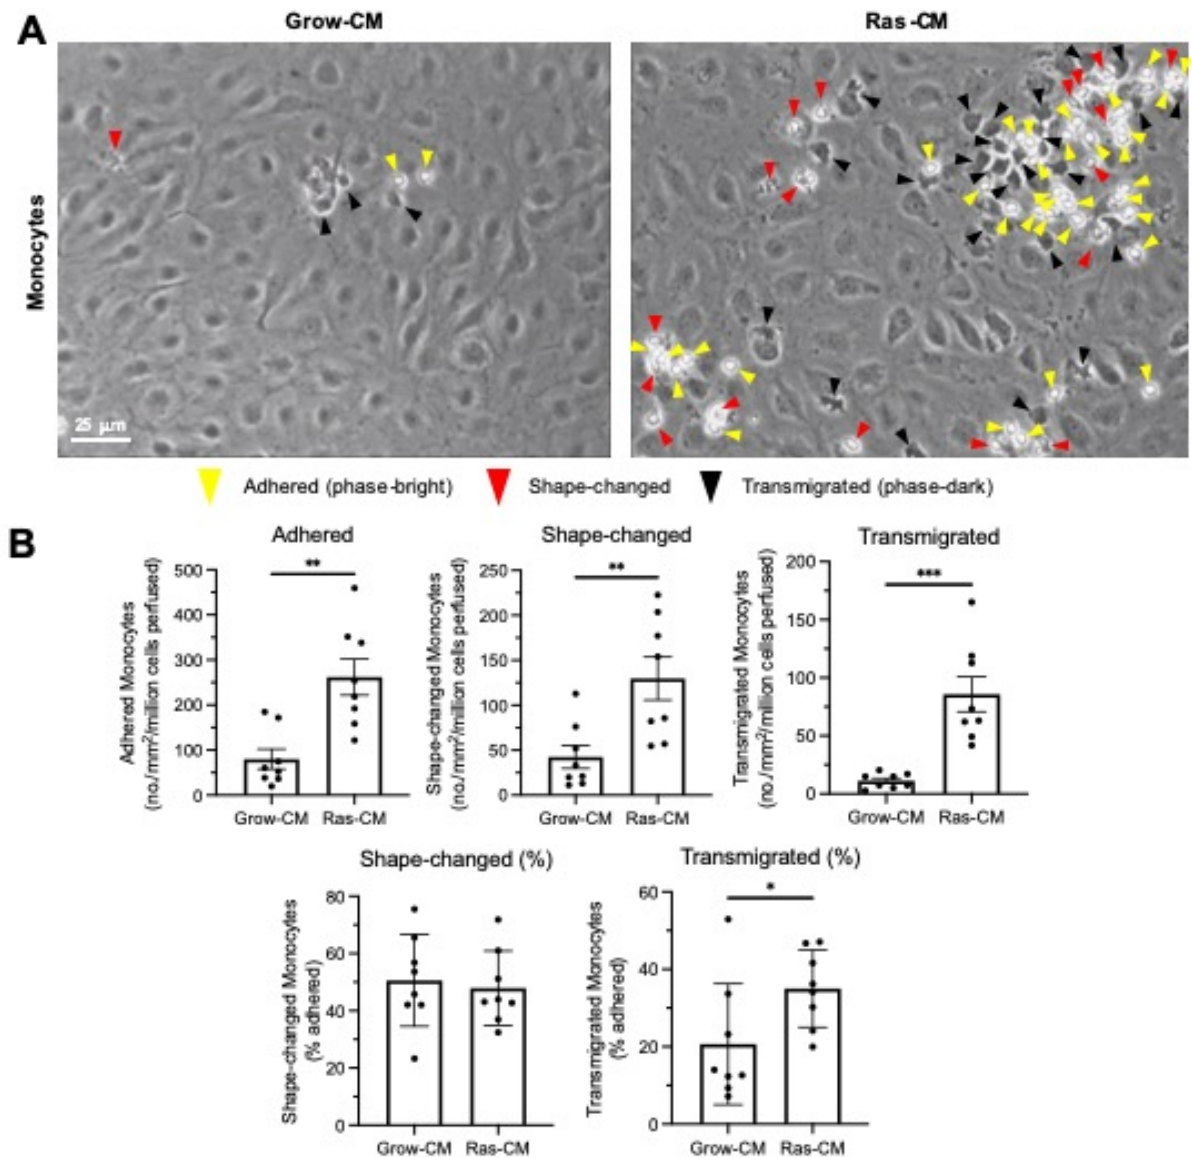 A
Grow-CM
Ras-CM
Monocytes
25 µm
Adhered (phase-bright)
Shape-changed
Transmigrated (phase-dark)
B
Adhered
Adhered Monocytes
(no./mm²/million cells perfused)
500
400
300
200
100
0
**
Grow-CM
Ras-CM
Shape-changed
Shape-changed Monocytes
(no./mm²/million cells perfused)
250
200
150
100
50
0
**
Grow-CM
Ras-CM
Transmigrated
Transmigrated Monocytes
(no./mm²/million cells perfused)
200
150
100
50
0
***
Grow-CM
Ras-CM
Shape-changed (%)
Shape-changed Monocytes
(% adhered)
80
60
40
20
0
Grow-CM
Ras-CM
Transmigrated (%)
Transmigrated Monocytes
(% adhered)
60
40
20
0
*
Grow-CM
Ras-CM